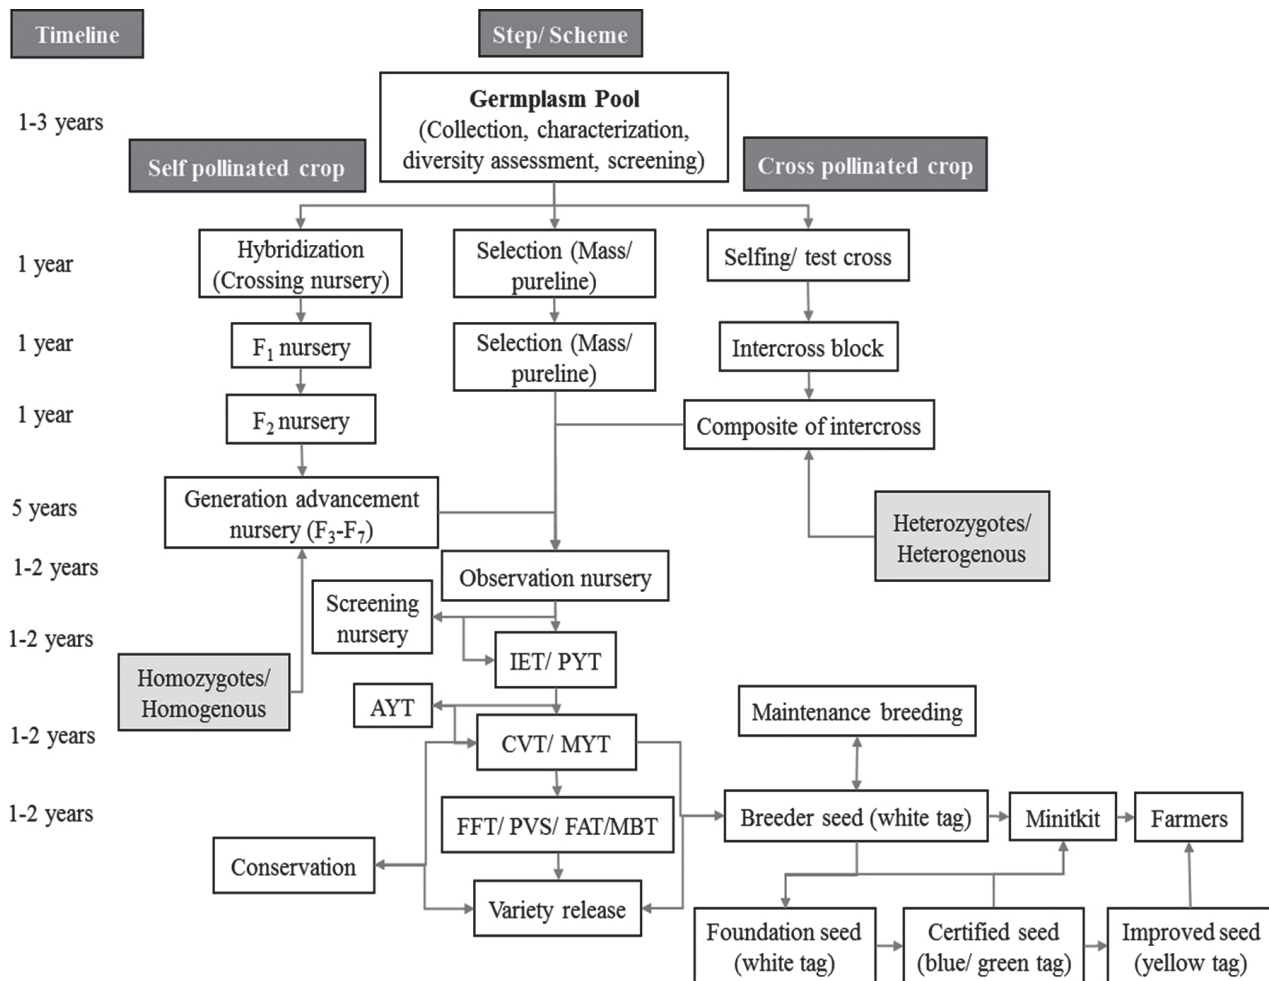 Timeline
Step/ Scheme
1-3 years
Germplasm Pool
(Collection, characterization,
diversity assessment, screening)
Self pollinated crop
Cross pollinated crop
1 year
Hybridization
(Crossing nursery)
Selection (Mass/
pureline)
Selfing/ test cross
1 year
F1 nursery
Selection (Mass/
pureline)
Intercross block
1 year
F2 nursery
Composite of intercross
5 years
Generation advancement
nursery (F3-F7)
Heterozygotes/
Heterogenous
1-2 years
Observation nursery
Screening
nursery
1-2 years
IET/ PYT
Homozygotes/
Homogenous
AYT
Maintenance breeding
1-2 years
CVT/ MYT
1-2 years
FFT/ PVS/ FAT/MBT
Breeder seed (white tag)
Minitkit
Farmers
Conservation
Variety release
Foundation seed
(white tag)
Certified seed
(blue/ green tag)
Improved seed
(yellow tag)